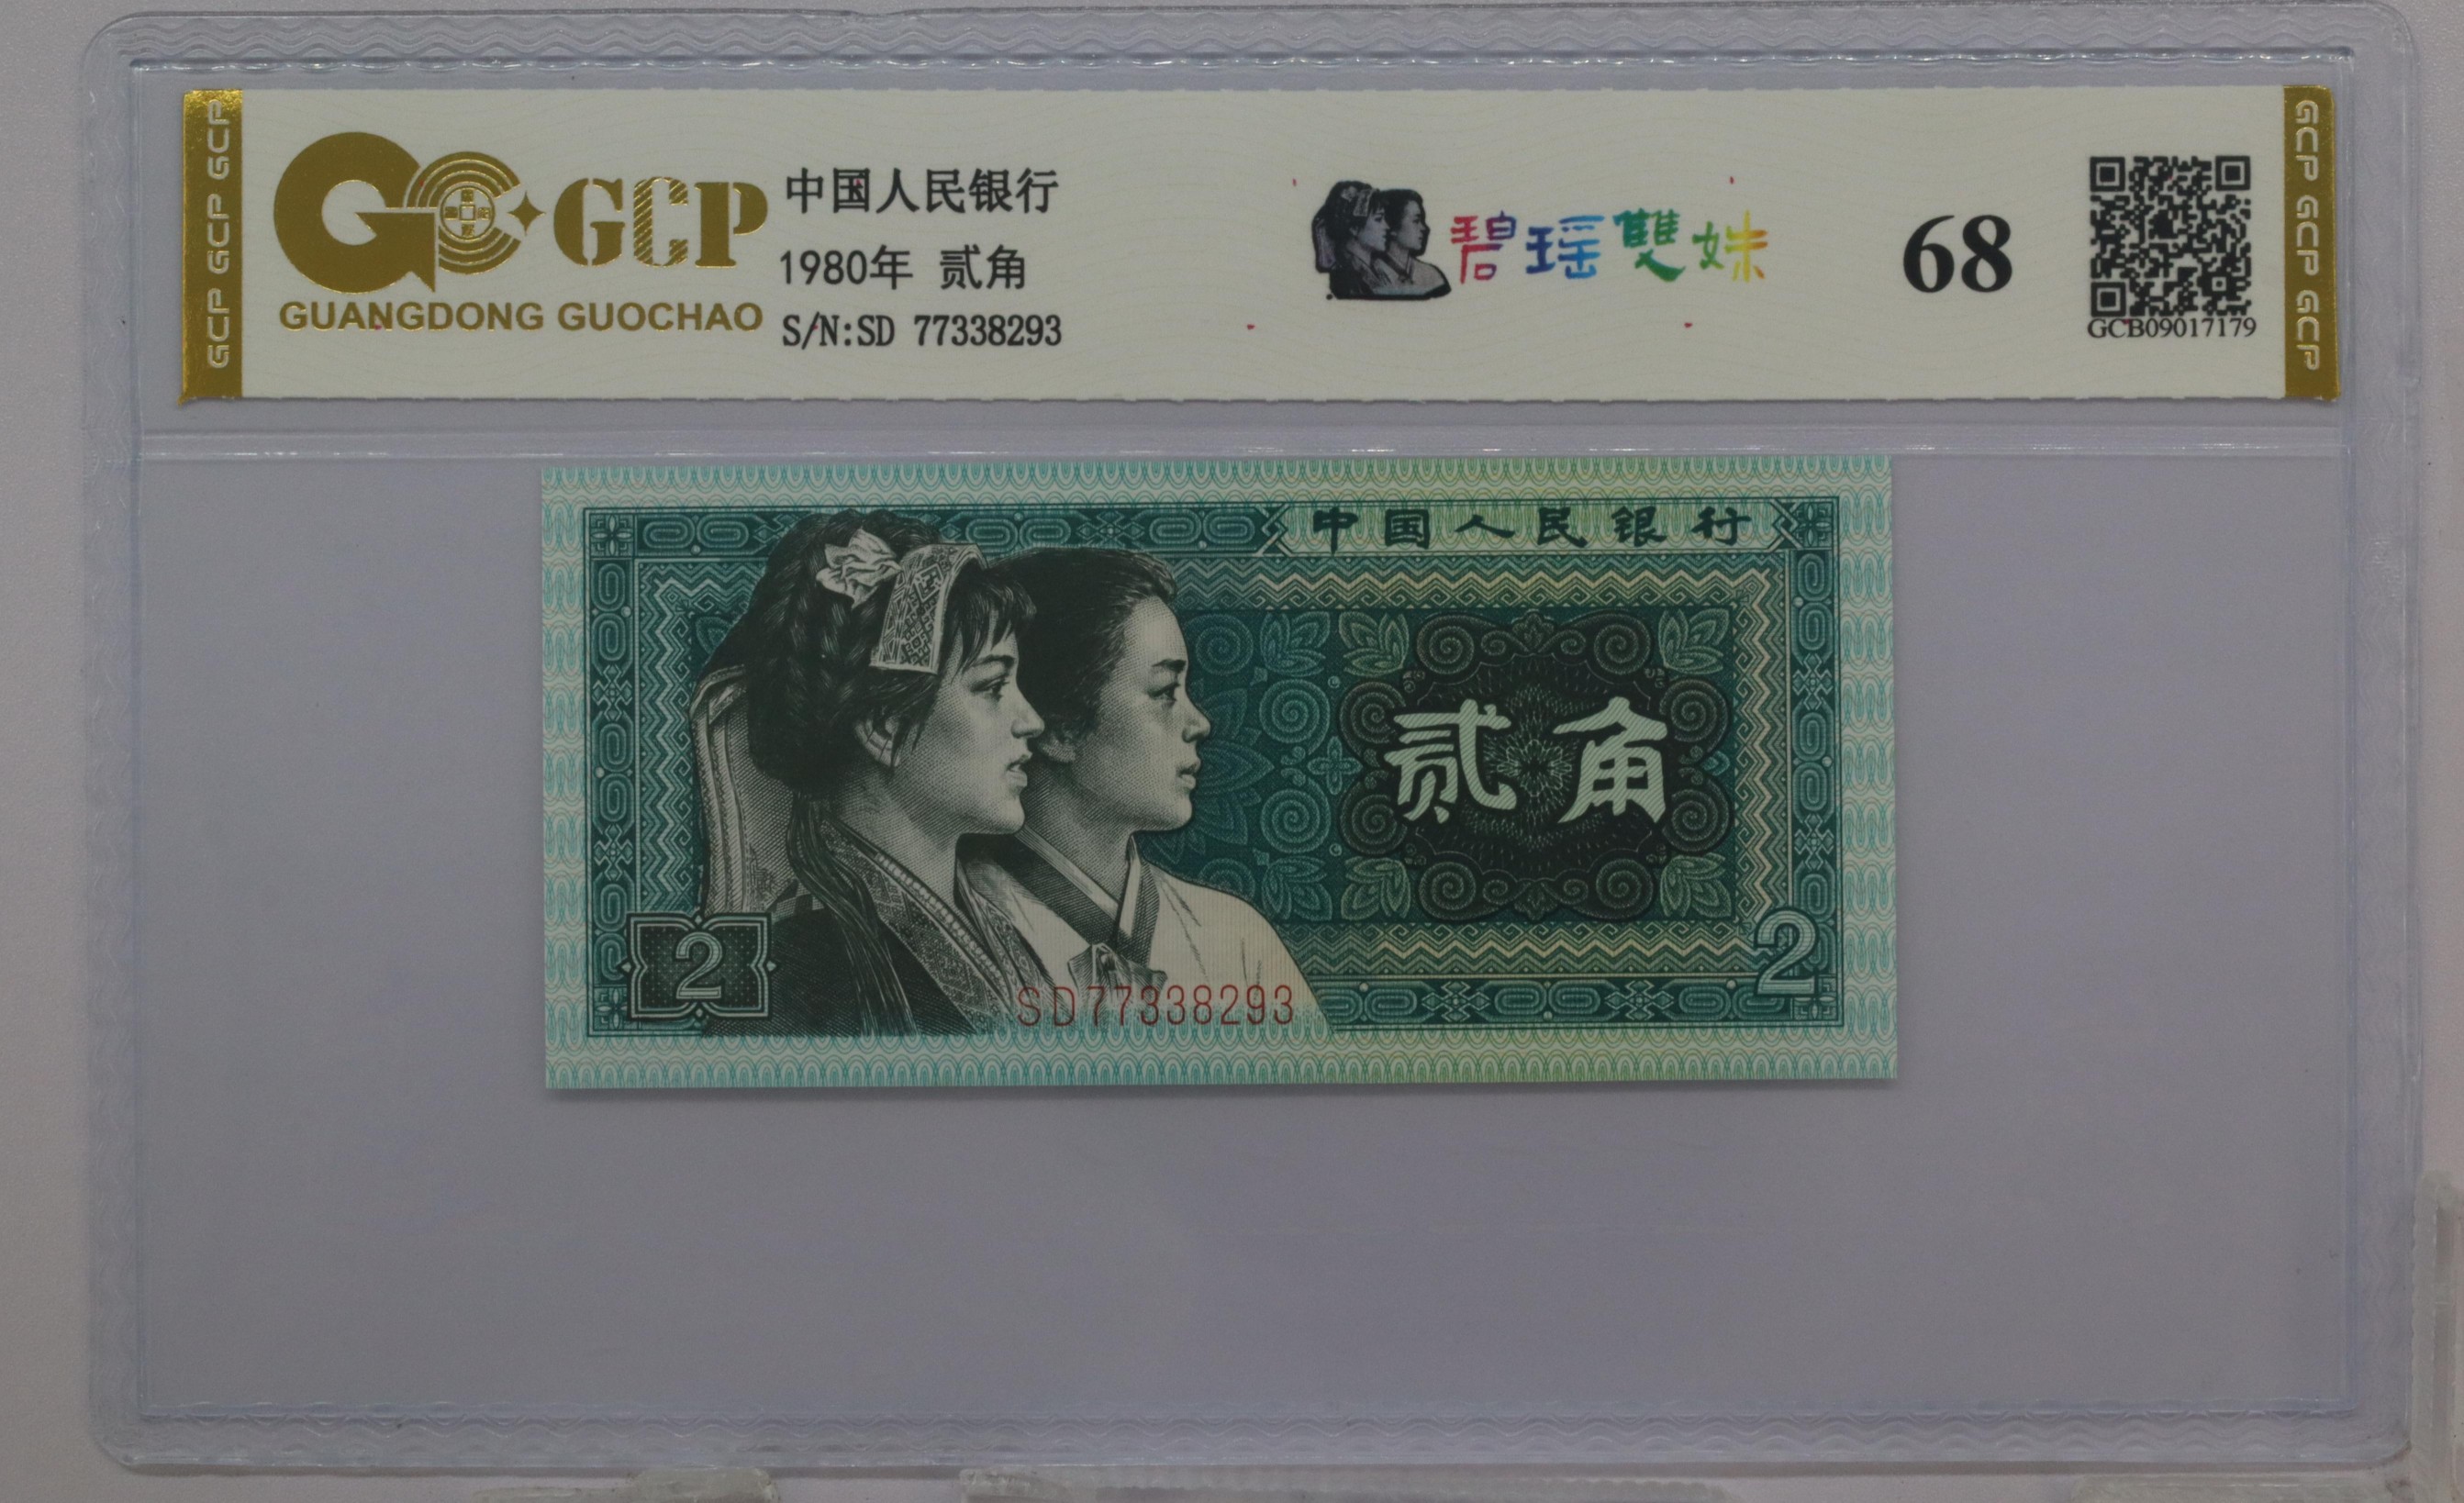 GCP GCP GCP
GCP
GUANGDONG GUOCHAO
中国人民银行
1980年 贰角
S/N:SD 77338293
碧瑶雙姝
68
GCB09017179
GCP GCP GCP
中国人民银行
贰角
2
2
SD77338293